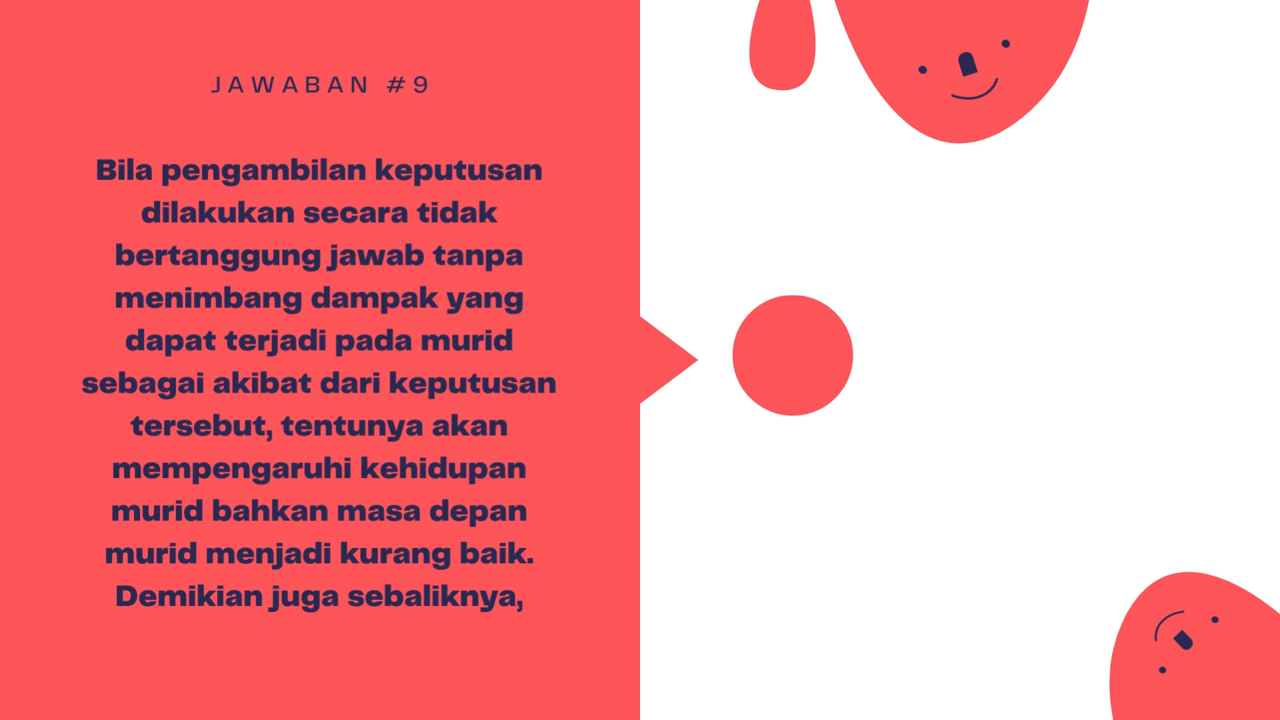 JAWABAN #9
Bila pengambilan keputusan
dilakukan secara tidak
bertanggung jawab tanpa
menimbang dampak yang
dapat terjadi pada murid
sebagai akibat dari keputusan
tersebut, tentunya akan
mempengaruhi kehidupan
murid bahkan masa depan
murid menjadi kurang baik.
Demikian juga sebaliknya,